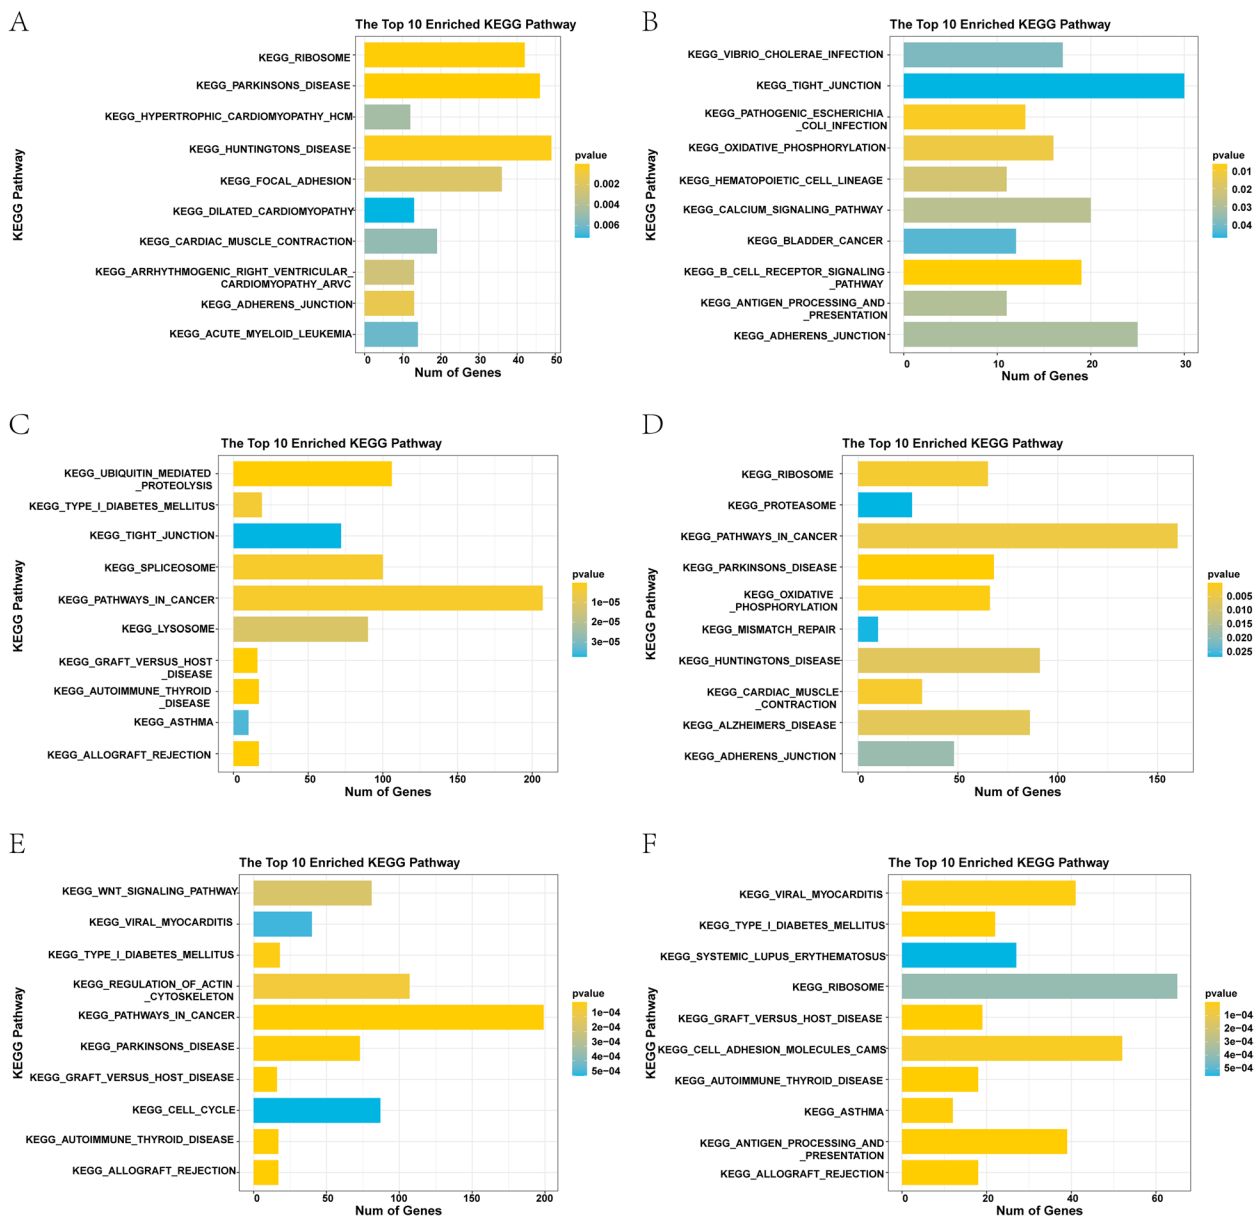 A
The Top 10 Enriched KEGG Pathway
KEGG Pathway
KEGG_RIBOSOME
KEGG_PARKINSONS_DISEASE
KEGG_HYPERTROPHIC_CARDIOMYOPATHY_HCM
KEGG_HUNTINGTONS_DISEASE
KEGG_FOCAL_ADHESION
KEGG_DILATED_CARDIOMYOPATHY
KEGG_CARDIAC_MUSCLE_CONTRACTION
KEGG_ARRHYTHMOGENIC_RIGHT_VENTRICULAR_
CARDIOMYOPATHY_ARVC
KEGG_ADHERENS_JUNCTION
KEGG_ACUTE_MYELOID_LEUKEMIA
0 10 20 30 40 50
Num of Genes
pvalue
0.002
0.004
0.006
B
The Top 10 Enriched KEGG Pathway
KEGG Pathway
KEGG_VIBRIO_CHOLERAE_INFECTION
KEGG_TIGHT_JUNCTION
KEGG_PATHOGENIC_ESCHERICHIA
_COLI_INFECTION
KEGG_OXIDATIVE_PHOSPHORYLATION
KEGG_HEMATOPOIETIC_CELL_LINEAGE
KEGG_CALCIUM_SIGNALING_PATHWAY
KEGG_BLADDER_CANCER
KEGG_B_CELL_RECEPTOR_SIGNALING
_PATHWAY
KEGG_ANTIGEN_PROCESSING_AND
_PRESENTATION
KEGG_ADHERENS_JUNCTION
0 10 20 30
Num of Genes
pvalue
0.01
0.02
0.03
0.04
C
The Top 10 Enriched KEGG Pathway
KEGG Pathway
KEGG_UBIQUITIN_MEDIATED
_PROTEOLYSIS
KEGG_TYPE_I_DIABETES_MELLITUS
KEGG_TIGHT_JUNCTION
KEGG_SPLICEOSOME
KEGG_PATHWAYS_IN_CANCER
KEGG_LYSOSOME
KEGG_GRAFT_VERSUS_HOST
_DISEASE
KEGG_AUTOIMMUNE_THYROID
_DISEASE
KEGG_ASTHMA
KEGG_ALLOGRAFT_REJECTION
0 50 100 150 200
Num of Genes
pvalue
1e−05
2e−05
3e−05
D
The Top 10 Enriched KEGG Pathway
KEGG Pathway
KEGG_RIBOSOME
KEGG_PROTEASOME
KEGG_PATHWAYS_IN_CANCER
KEGG_PARKINSONS_DISEASE
KEGG_OXIDATIVE
_PHOSPHORYLATION
KEGG_MISMATCH_REPAIR
KEGG_HUNTINGTONS_DISEASE
KEGG_CARDIAC_MUSCLE
_CONTRACTION
KEGG_ALZHEIMERS_DISEASE
KEGG_ADHERENS_JUNCTION
0 50 100 150
Num of Genes
pvalue
0.005
0.010
0.015
0.020
0.025
E
The Top 10 Enriched KEGG Pathway
KEGG Pathway
KEGG_WNT_SIGNALING_PATHWAY
KEGG_VIRAL_MYOCARDITIS
KEGG_TYPE_I_DIABETES_MELLITUS
KEGG_REGULATION_OF_ACTIN
_CYTOSKELETON
KEGG_PATHWAYS_IN_CANCER
KEGG_PARKINSONS_DISEASE
KEGG_GRAFT_VERSUS_HOST_DISEASE
KEGG_CELL_CYCLE
KEGG_AUTOIMMUNE_THYROID_DISEASE
KEGG_ALLOGRAFT_REJECTION
0 50 100 150 200
Num of Genes
pvalue
1e−04
2e−04
3e−04
4e−04
5e−04
F
The Top 10 Enriched KEGG Pathway
KEGG Pathway
KEGG_VIRAL_MYOCARDITIS
KEGG_TYPE_I_DIABETES_MELLITUS
KEGG_SYSTEMIC_LUPUS_ERYTHEMATOSUS
KEGG_RIBOSOME
KEGG_GRAFT_VERSUS_HOST_DISEASE
KEGG_CELL_ADHESION_MOLECULES_CAMS
KEGG_AUTOIMMUNE_THYROID_DISEASE
KEGG_ASTHMA
KEGG_ANTIGEN_PROCESSING_AND
_PRESENTATION
KEGG_ALLOGRAFT_REJECTION
0 20 40 60
Num of Genes
pvalue
1e−04
2e−04
3e−04
4e−04
5e−04